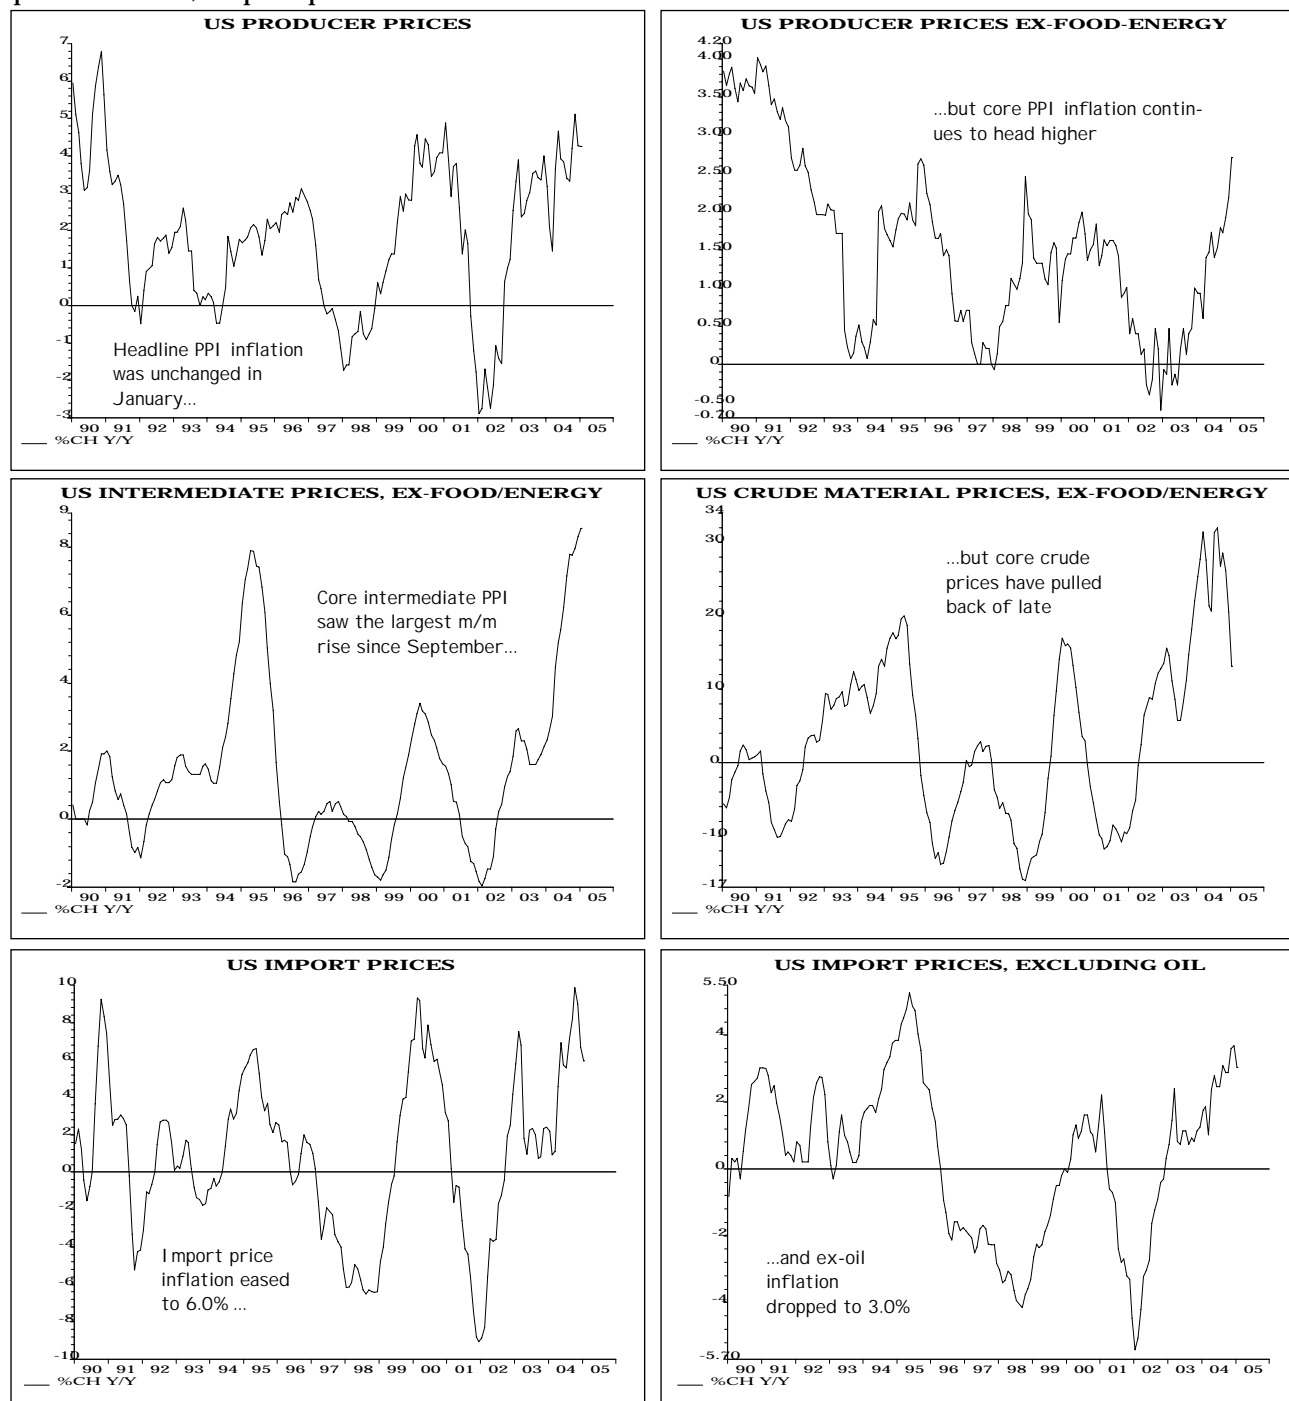 US PRODUCER PRICES
7
6
5
4
3
2
1
0
-1
-2
-3
90 91 92 93 94 95 96 97 98 99 00 01 02 03 04 05
%CH Y/Y
Headline PPI inflation
was unchanged in
January...
US PRODUCER PRICES EX-FOOD-ENERGY
4.20
4.00
3.50
3.00
2.50
2.00
1.50
1.00
0.50
0
-0.50
-0.70
90 91 92 93 94 95 96 97 98 99 00 01 02 03 04 05
%CH Y/Y
...but core PPI inflation contin-
ues to head higher
US INTERMEDIATE PRICES, EX-FOOD/ENERGY
9
8
6
4
2
0
-2
90 91 92 93 94 95 96 97 98 99 00 01 02 03 04 05
%CH Y/Y
Core intermediate PPI
saw the largest m/m
rise since September...
US CRUDE MATERIAL PRICES, EX-FOOD/ENERGY
34
30
20
10
0
-10
-17
90 91 92 93 94 95 96 97 98 99 00 01 02 03 04 05
%CH Y/Y
...but core crude
prices have pulled
back of late
US IMPORT PRICES
10
8
6
4
2
0
-2
-4
-6
-8
-10
90 91 92 93 94 95 96 97 98 99 00 01 02 03 04 05
%CH Y/Y
Import price
inflation eased
to 6.0% ...
US IMPORT PRICES, EXCLUDING OIL
5.50
4
2
0
-2
-4
-5.70
90 91 92 93 94 95 96 97 98 99 00 01 02 03 04 05
%CH Y/Y
...and ex-oil
inflation
dropped to 3.0%